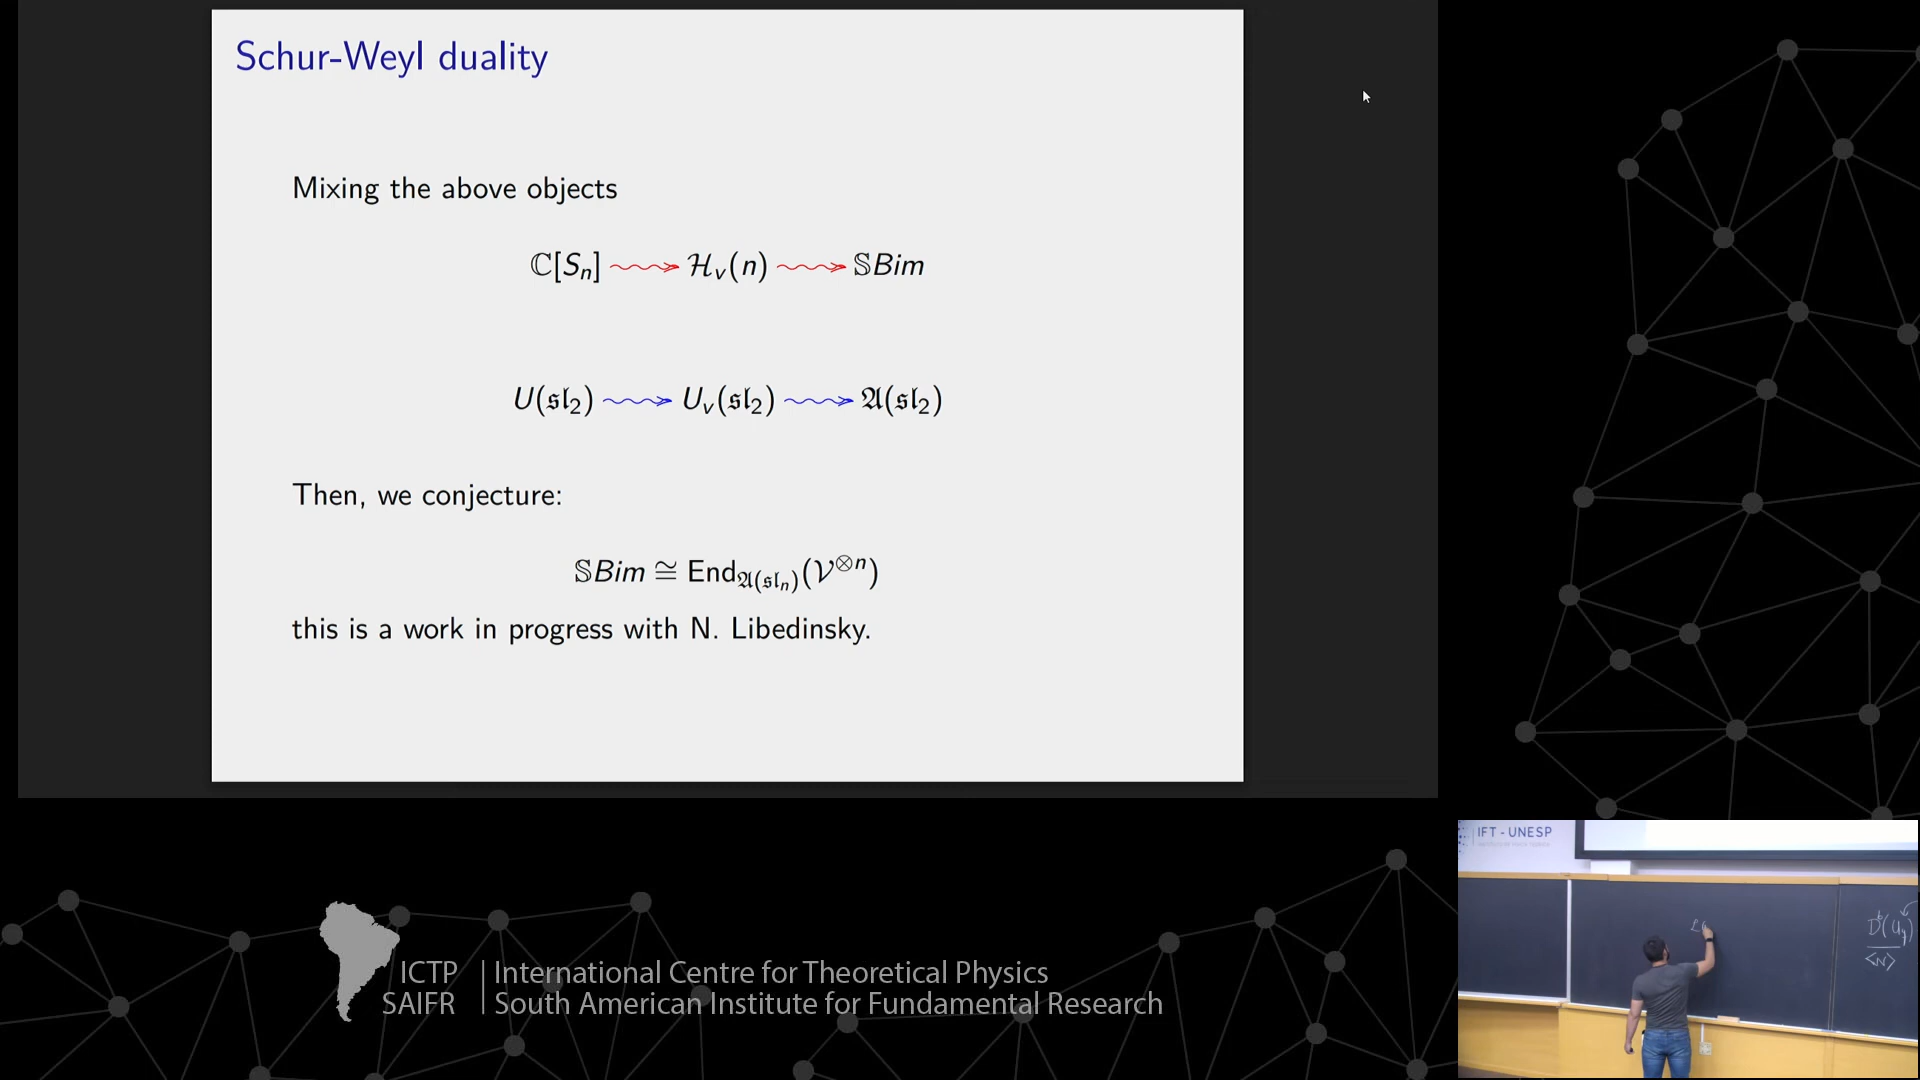 Schur-Weyl duality
Mixing the above objects
ℂ[Sₙ] ⇝ ℋᵥ(n) ⇝ 𝕊Bim
U(𝔰𝔩₂) ⇝ Uᵥ(𝔰𝔩₂) ⇝ 𝔄(𝔰𝔩₂)
Then, we conjecture:
𝕊Bim ≅ End_{𝔄(𝔰𝔩ₙ)}(𝒱^{⊗n})
this is a work in progress with N. Libedinsky.
IFT - UNESP
<N>
ICTP | International Centre for Theoretical Physics
SAIFR | South American Institute for Fundamental Research